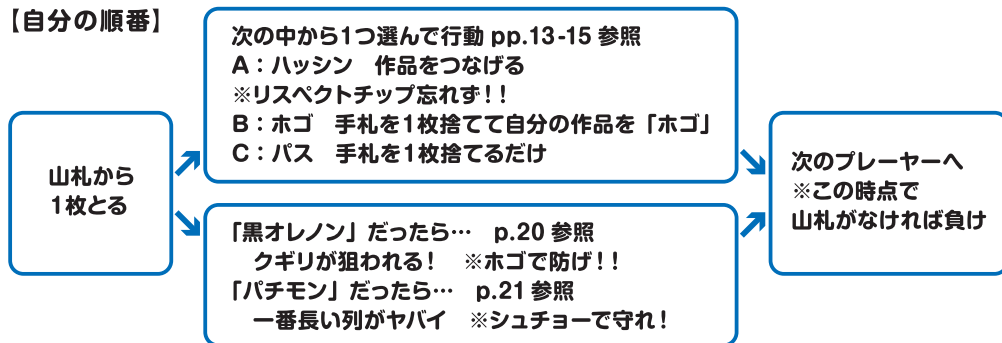 【自分の順番】
山札から
1枚とる
次の中から1つ選んで行動 pp.13-15 参照
A：ハッシン　作品をつなげる
※リスペクトチップ忘れず！！
B：ホゴ　手札を1枚捨てて自分の作品を「ホゴ」
C：パス　手札を1枚捨てるだけ
「黒オレノン」だったら…　p.20 参照
クギリが狙われる！　※ホゴで防げ！！
「パチモン」だったら…　p.21 参照
一番長い列がヤバイ　※シュチョーで守れ！
次のプレーヤーへ
※この時点で
山札がなければ負け